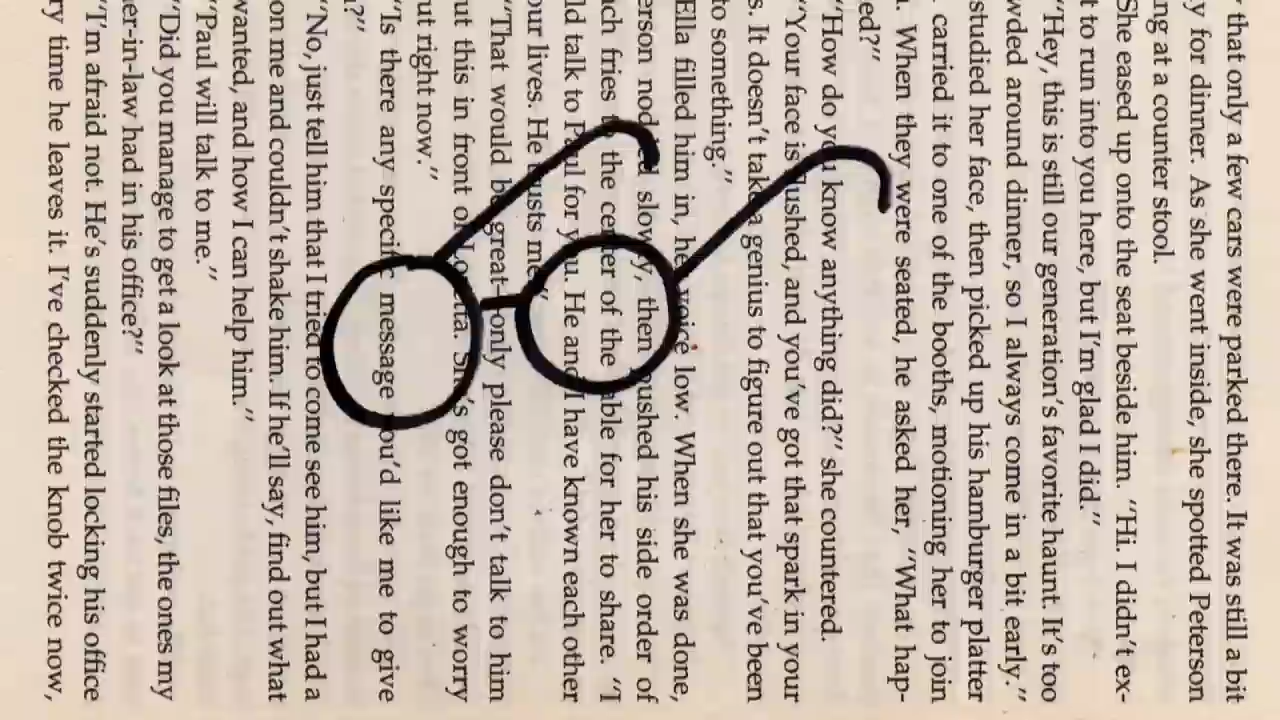 that only a few cars were parked there. It was still a bit
y for dinner. As she went inside, she spotted Peterson
ng at a counter stool.
She eased up onto the seat beside him. "Hi. I didn't ex-
t to run into you here, but I'm glad I did."
"Hey, this is still our generation's favorite haunt. It's too
wded around dinner, so I always come in a bit early."
studied her face, then picked up his hamburger platter
carried it to one of the booths, motioning her to join
. When they were seated, he asked her, "What hap-
ed?"
"How do you know anything did?" she countered.
"Your face is flushed, and you've got that spark in your
s. It doesn't take a genius to figure out that you've been
to something."
Ella filled him in, her voice low. When she was done,
erson nodded slowly, then pushed his side order of
ch fries to the center of the table for her to share. "I
ld talk to Paul for you. He and I have known each other
our lives. He trusts me."
"That would be great—only please don't talk to him
ut this in front of. She's got enough to worry
ut right now."
"Is there any specific message you'd like me to give
?"
"No, just tell him that I tried to come see him, but I had a
on me and couldn't shake him. If he'll say, find out what
wanted, and how I can help him."
"Paul will talk to me."
"Did you manage to get a look at those files, the ones my
her-in-law had in his office?"
"I'm afraid not. He's suddenly started locking his office
ry time he leaves it. I've checked the knob twice now,